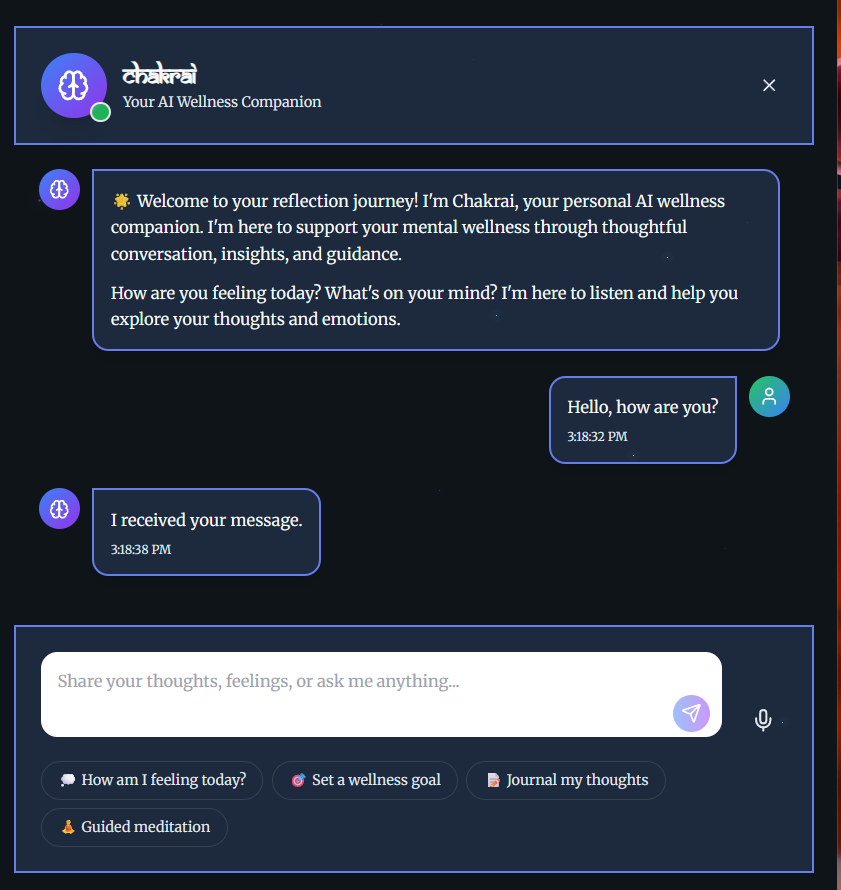 chakrai
Your AI Wellness Companion
🌟 Welcome to your reflection journey! I'm Chakrai, your personal AI wellness
companion. I'm here to support your mental wellness through thoughtful
conversation, insights, and guidance.
How are you feeling today? What's on your mind? I'm here to listen and help you
explore your thoughts and emotions.
Hello, how are you?
3:18:32 PM
I received your message.
3:18:38 PM
Share your thoughts, feelings, or ask me anything...
💭 How am I feeling today?
🎯 Set a wellness goal
📝 Journal my thoughts
🧘 Guided meditation